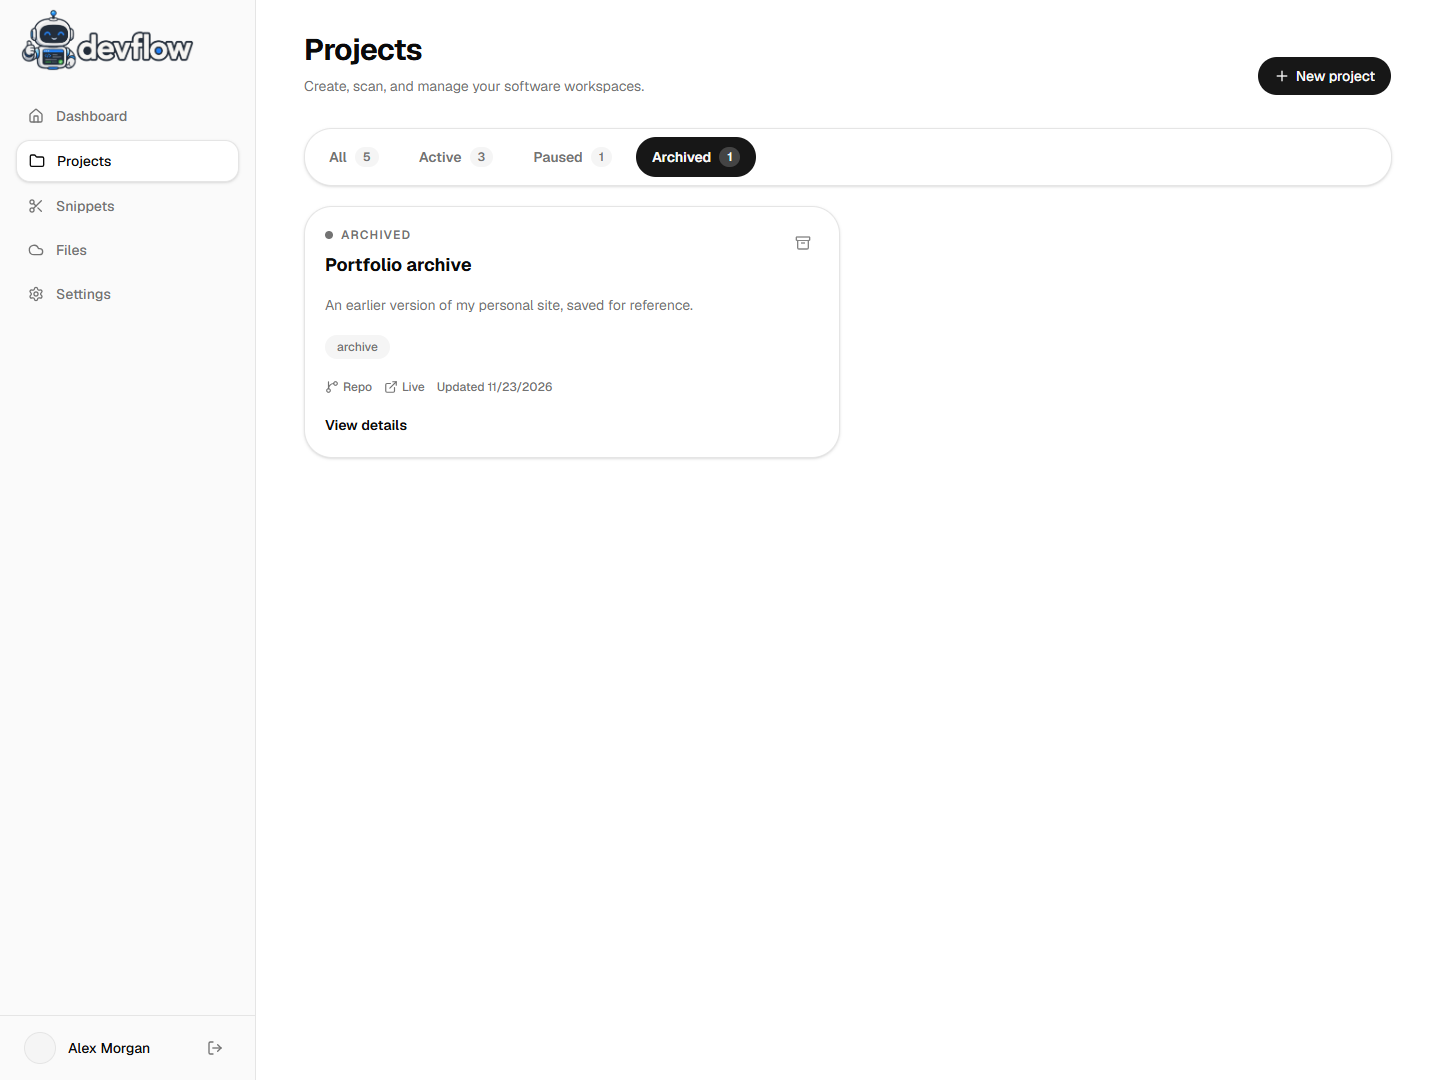 devflow
Dashboard
Projects
Snippets
Files
Settings
Alex Morgan
Projects
Create, scan, and manage your software workspaces.
New project
All 5 Active 3 Paused 1 Archived 1
ARCHIVED
Portfolio archive
An earlier version of my personal site, saved for reference.
archive
Repo Live Updated 11/23/2026
View details